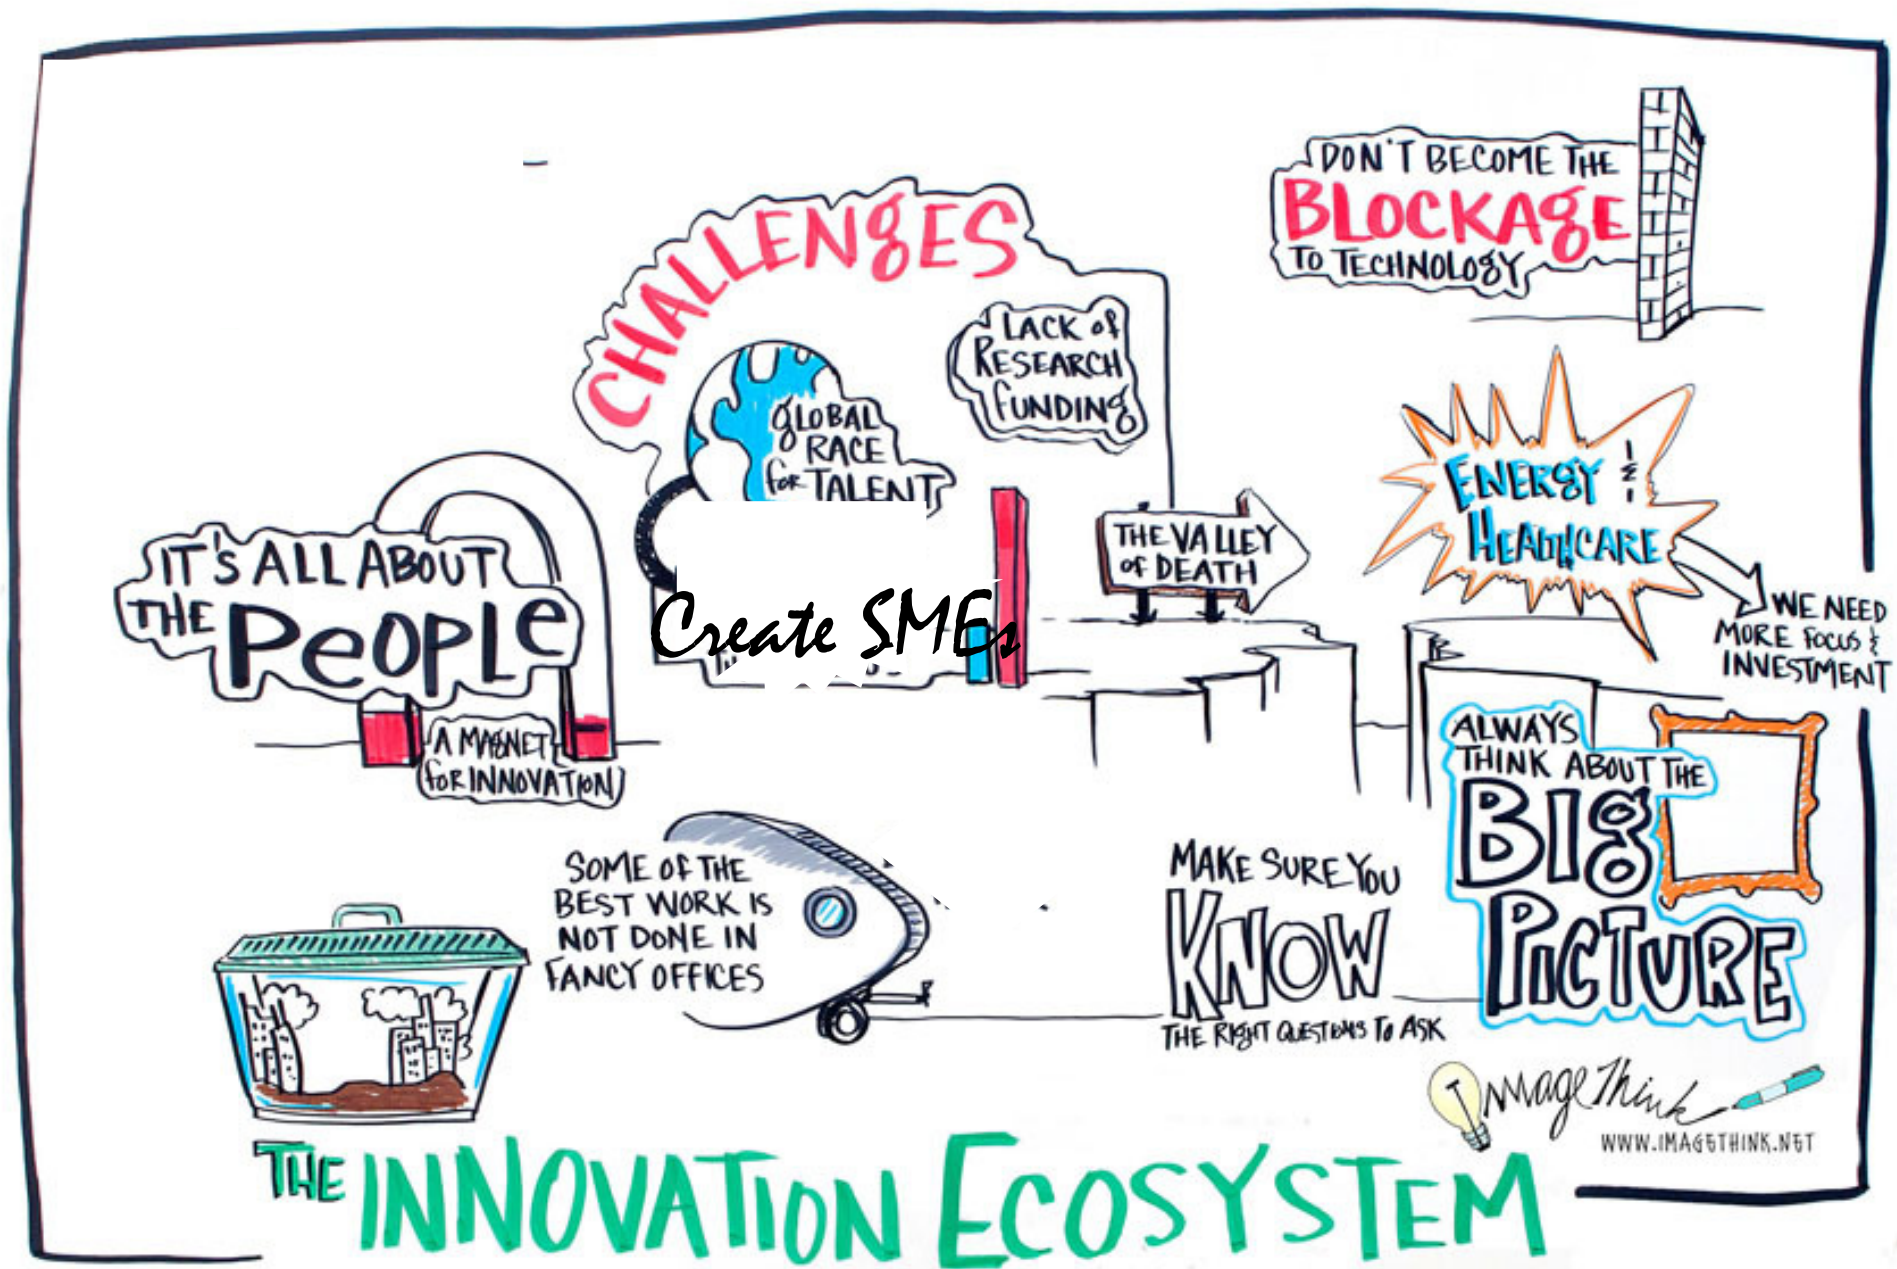 DON'T BECOME THE
BLOCKAGE
TO TECHNOLOGY
CHALLENGES
LACK of
RESEARCH
FUNDING
GLOBAL
RACE
for TALENT
THE VALLEY
of DEATH
ENERGY &
HEALTHCARE
WE NEED
MORE FOCUS &
INVESTMENT
IT'S ALL ABOUT
THE PEOPLE
A MAGNET
for INNOVATION
Create SMEs
ALWAYS
THINK ABOUT THE
BIG
PICTURE
SOME OF THE
BEST WORK IS
NOT DONE IN
FANCY OFFICES
MAKE SURE YOU
KNOW
THE RIGHT QUESTIONS TO ASK
ImageThink
WWW.IMAGETHINK.NET
THE INNOVATION ECOSYSTEM